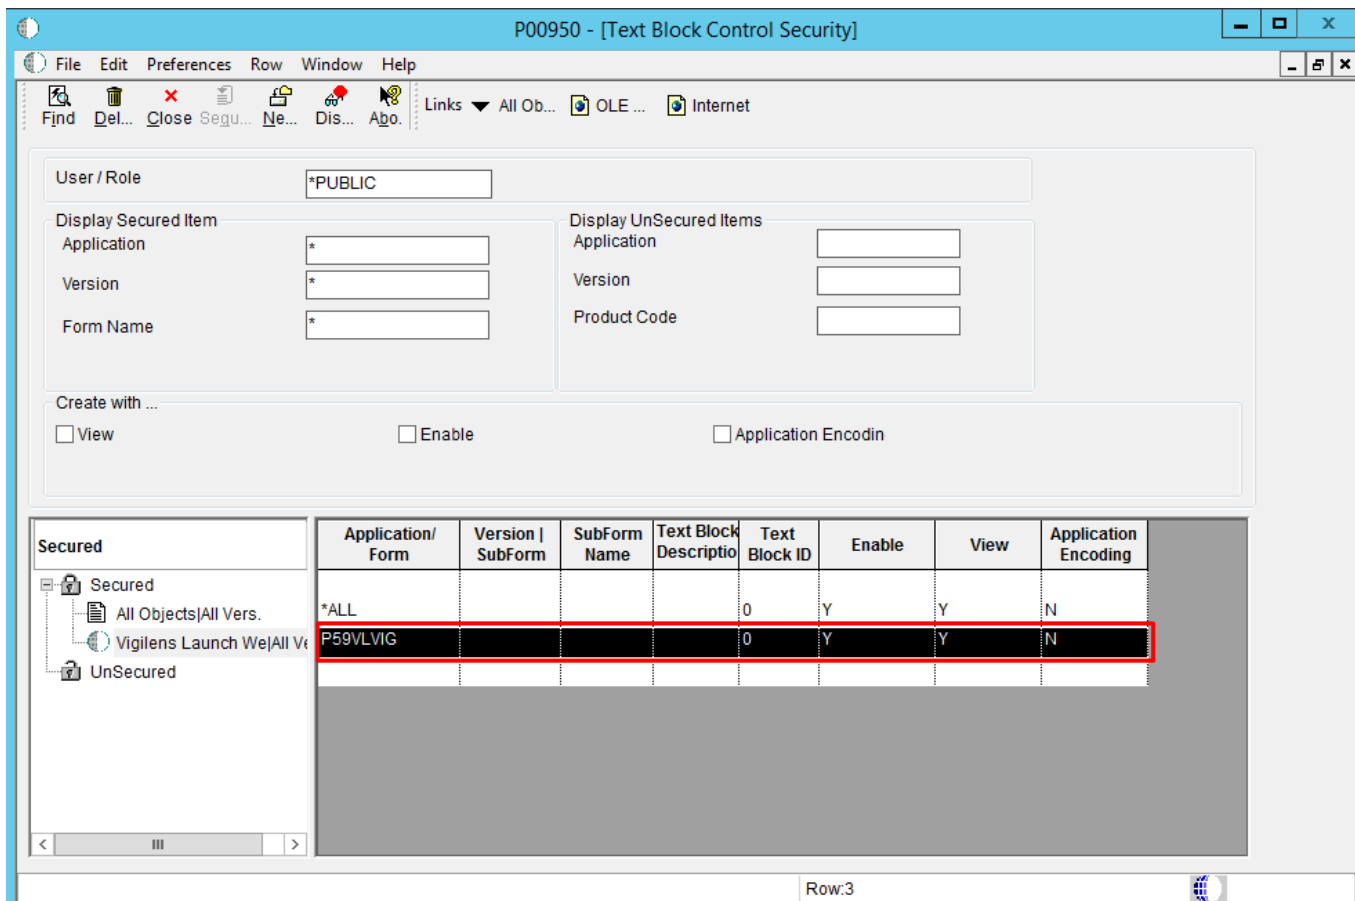 P00950 - [Text Block Control Security]
File Edit Preferences Row Window Help
Find Del... Close Sequ... Ne... Dis... Abo. Links All Ob... OLE ... Internet
User / Role *PUBLIC
Display Secured Item
Application *
Version *
Form Name *
Display UnSecured Items
Application
Version
Product Code
Create with ...
View Enable Application Encodin
Secured
Secured
All Objects|All Vers.
Vigilens Launch We|All Ve
UnSecured
Application/ Form Version | SubForm SubForm Name Text Block Descriptio Text Block ID Enable View Application Encoding
*ALL 0 Y Y N
P59VLVIG 0 Y Y N
Row:3